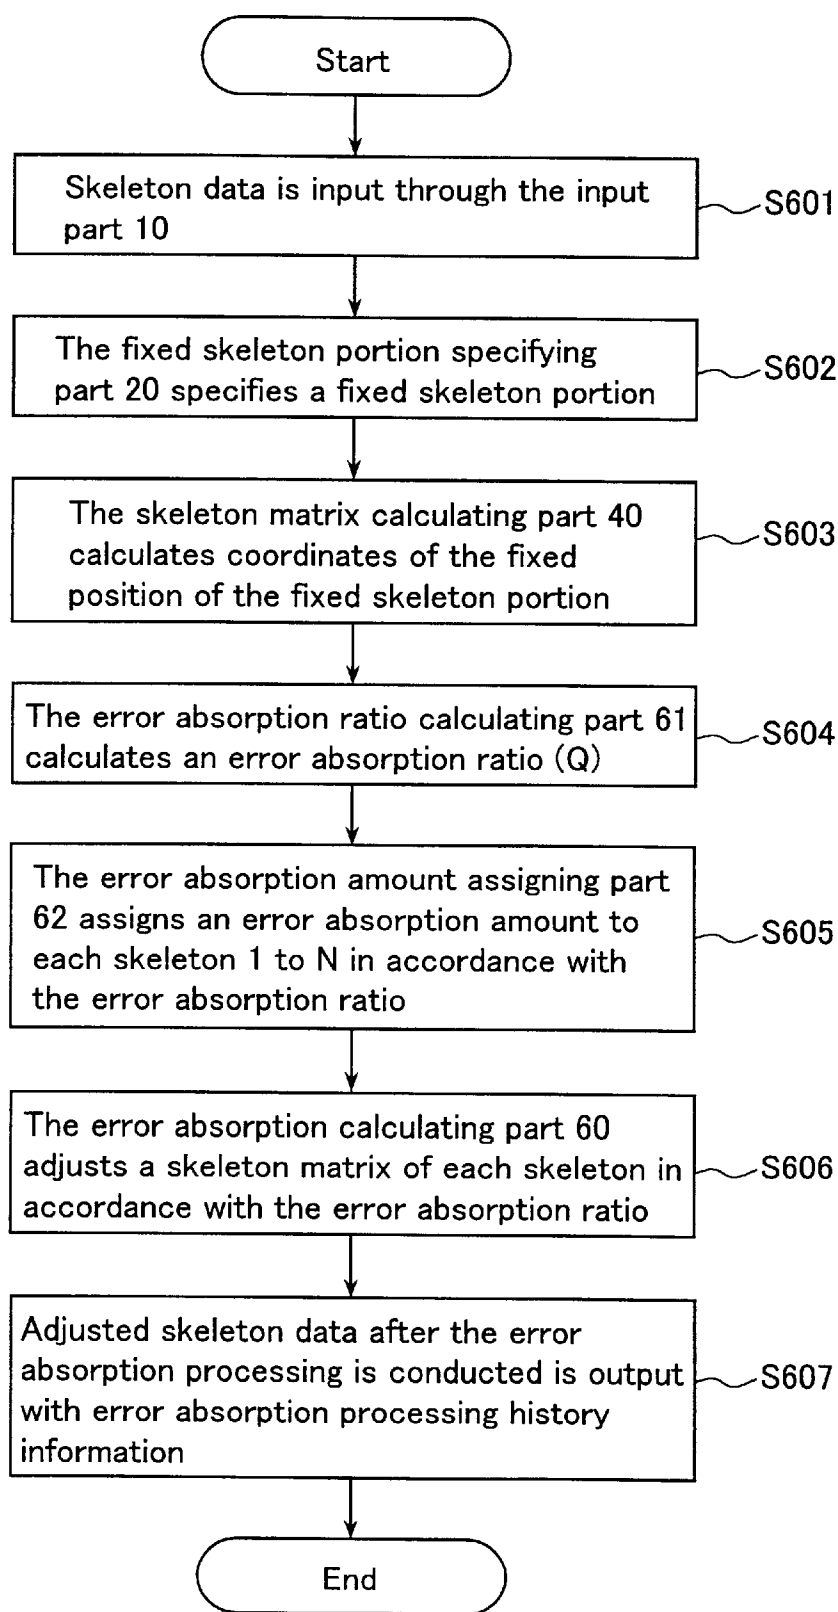 Start
Skeleton data is input through the input
part 10
S601
The fixed skeleton portion specifying
part 20 specifies a fixed skeleton portion
S602
The skeleton matrix calculating part 40
calculates coordinates of the fixed
position of the fixed skeleton portion
S603
The error absorption ratio calculating part 61
calculates an error absorption ratio (Q)
S604
The error absorption amount assigning part
62 assigns an error absorption amount to
each skeleton 1 to N in accordance with
the error absorption ratio
S605
The error absorption calculating part 60
adjusts a skeleton matrix of each skeleton in
accordance with the error absorption ratio
S606
Adjusted skeleton data after the error
absorption processing is conducted is output
with error absorption processing history
information
S607
End